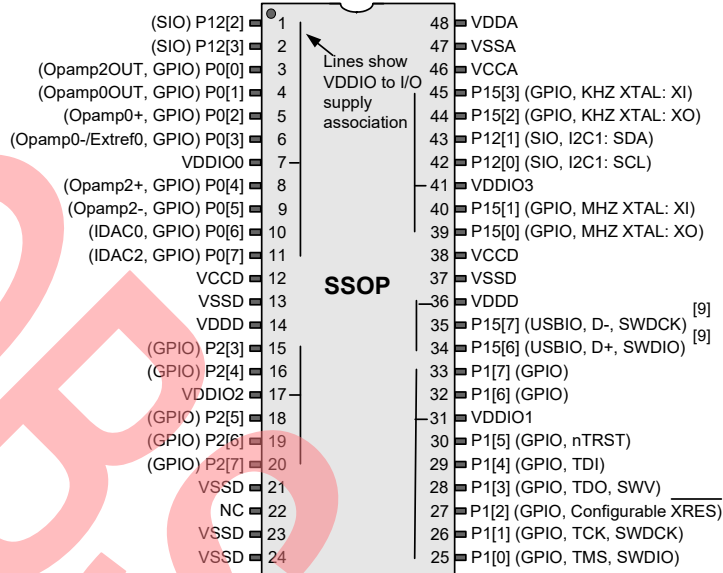 (SIO) P12[2] 1 48 VDDA
(SIO) P12[3] 2 47 VSSA
(Opamp2OUT, GPIO) P0[0] 3 46 VCCA
(Opamp0OUT, GPIO) P0[1] 4 45 P15[3] (GPIO, KHZ XTAL: XI)
(Opamp0+, GPIO) P0[2] 5 44 P15[2] (GPIO, KHZ XTAL: XO)
(Opamp0-/Extref0, GPIO) P0[3] 6 43 P12[1] (SIO, I2C1: SDA)
Lines show
VDDIO to I/O
supply
association
VDDIO0 7 42 P12[0] (SIO, I2C1: SCL)
(Opamp2+, GPIO) P0[4] 8 41 VDDIO3
(Opamp2-, GPIO) P0[5] 9 40 P15[1] (GPIO, MHZ XTAL: XI)
(IDAC0, GPIO) P0[6] 10 39 P15[0] (GPIO, MHZ XTAL: XO)
(IDAC2, GPIO) P0[7] 11 38 VCCD
VCCD 12 37 VSSD
SSOP
VSSD 13 36 VDDD
VDDD 14 35 P15[7] (USBIO, D-, SWDCK) [9]
(GPIO) P2[3] 15 34 P15[6] (USBIO, D+, SWDIO) [9]
(GPIO) P2[4] 16 33 P1[7] (GPIO)
VDDIO2 17 32 P1[6] (GPIO)
(GPIO) P2[5] 18 31 VDDIO1
(GPIO) P2[6] 19 30 P1[5] (GPIO, nTRST)
(GPIO) P2[7] 20 29 P1[4] (GPIO, TDI)
VSSD 21 28 P1[3] (GPIO, TDO, SWV)
NC 22 27 P1[2] (GPIO, Configurable XRES)
VSSD 23 26 P1[1] (GPIO, TCK, SWDCK)
VSSD 24 25 P1[0] (GPIO, TMS, SWDIO)